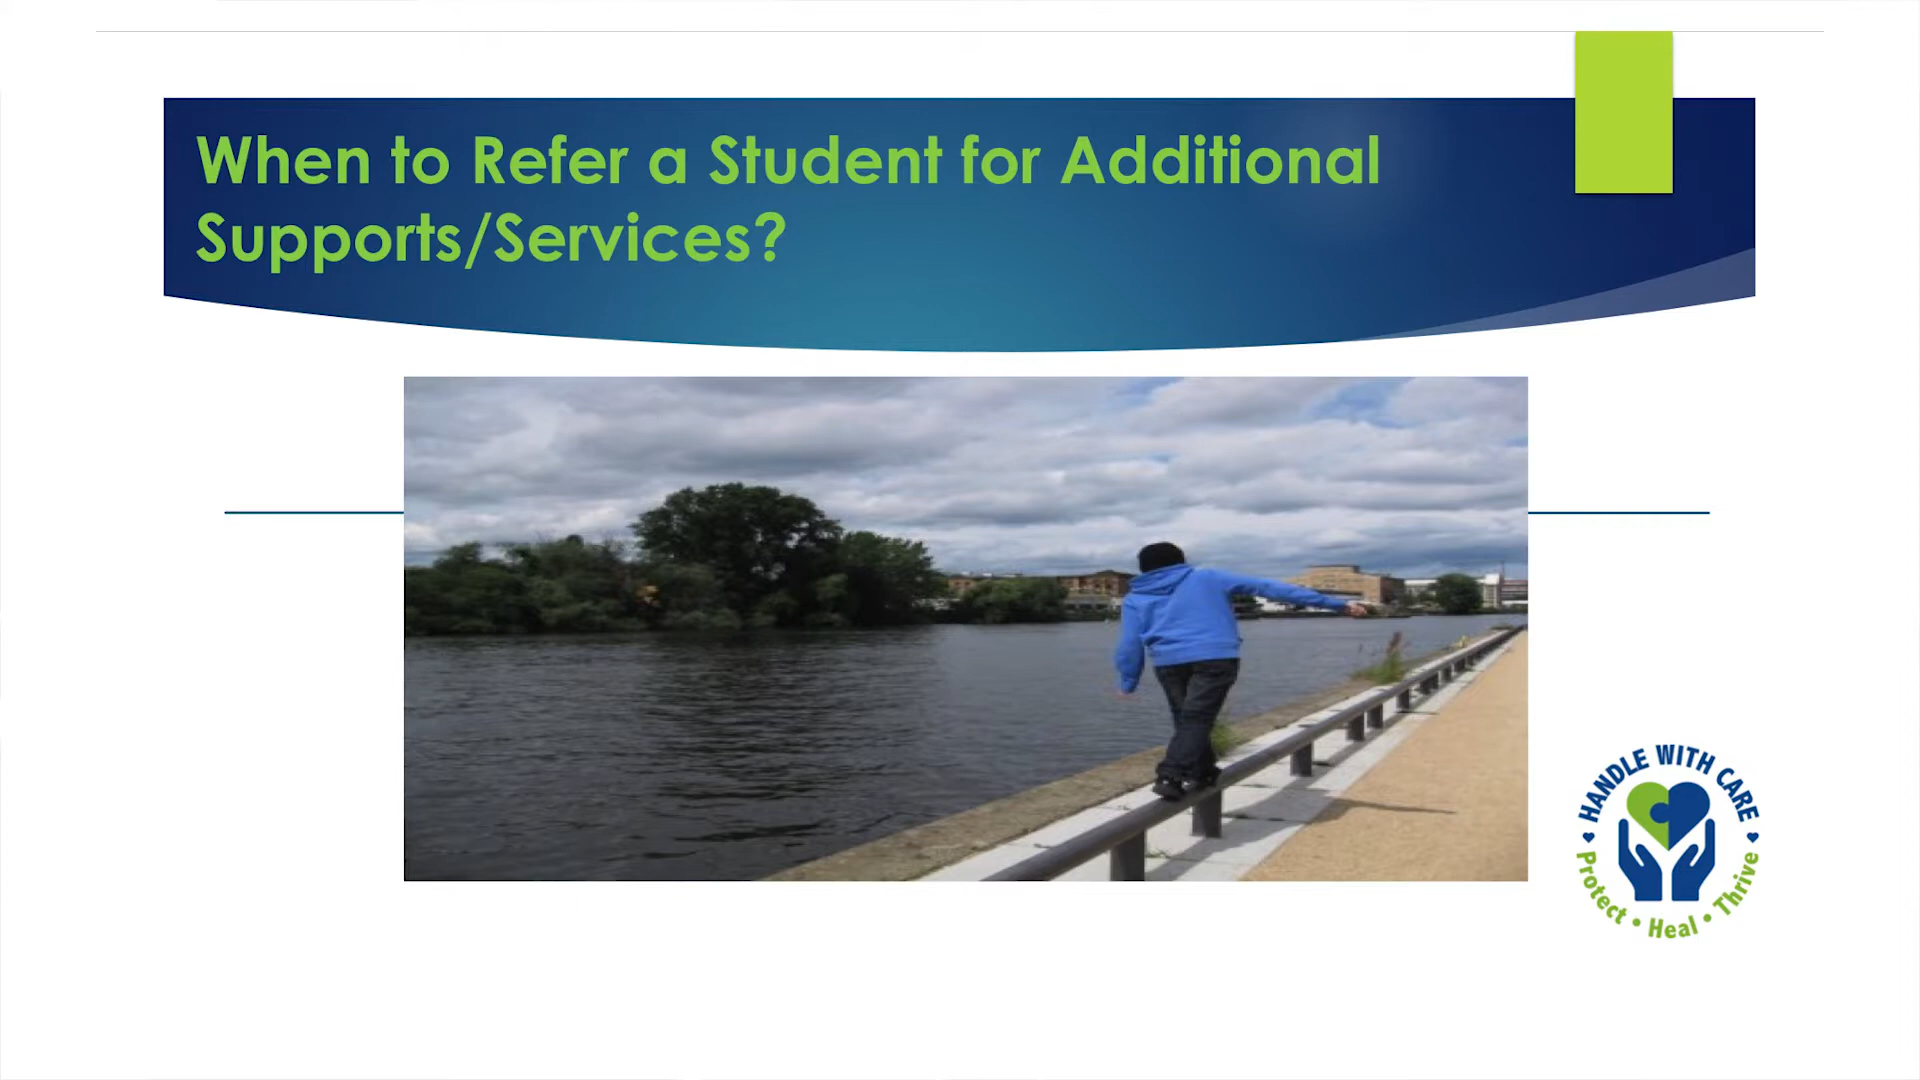 When to Refer a Student for Additional
Supports/Services?
HANDLE WITH CARE
Protect • Heal • Thrive